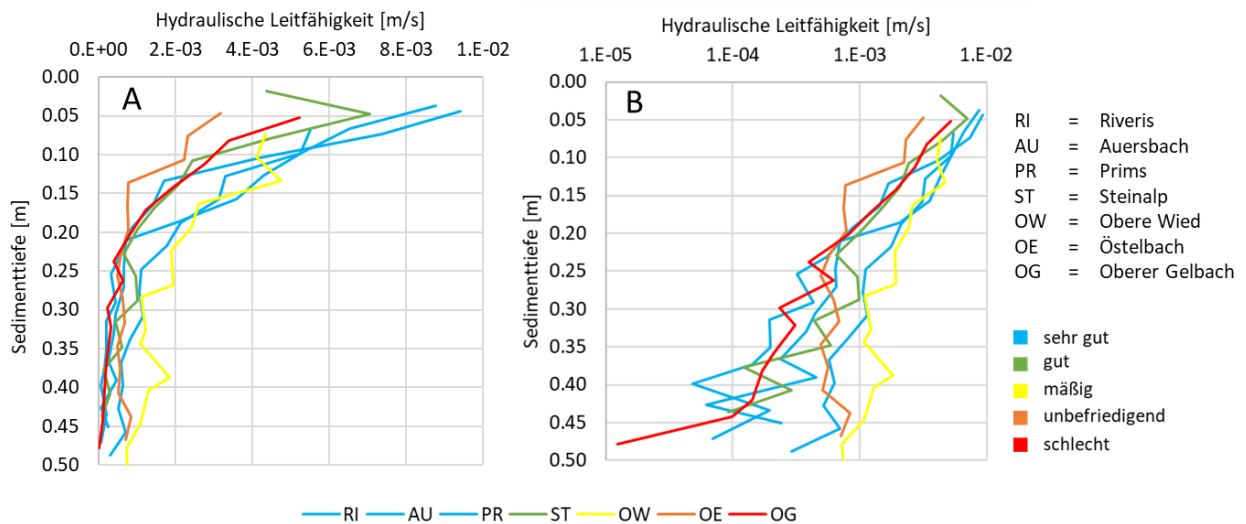 Hydraulische Leitfähigkeit [m/s]
0.E+00 2.E-03 4.E-03 6.E-03 8.E-03 1.E-02
0.00
0.05
0.10
0.15
0.20
0.25
0.30
0.35
0.40
0.45
0.50
Sedimenttiefe [m]
A
Hydraulische Leitfähigkeit [m/s]
1.E-05 1.E-04 1.E-03 1.E-02
0.00
0.05
0.10
0.15
0.20
0.25
0.30
0.35
0.40
0.45
0.50
Sedimenttiefe [m]
B
RI = Riveris
AU = Auersbach
PR = Prims
ST = Steinalp
OW = Obere Wied
OE = Östelbach
OG = Oberer Gelbach
sehr gut
gut
mäßig
unbefriedigend
schlecht
RI AU PR ST OW OE OG